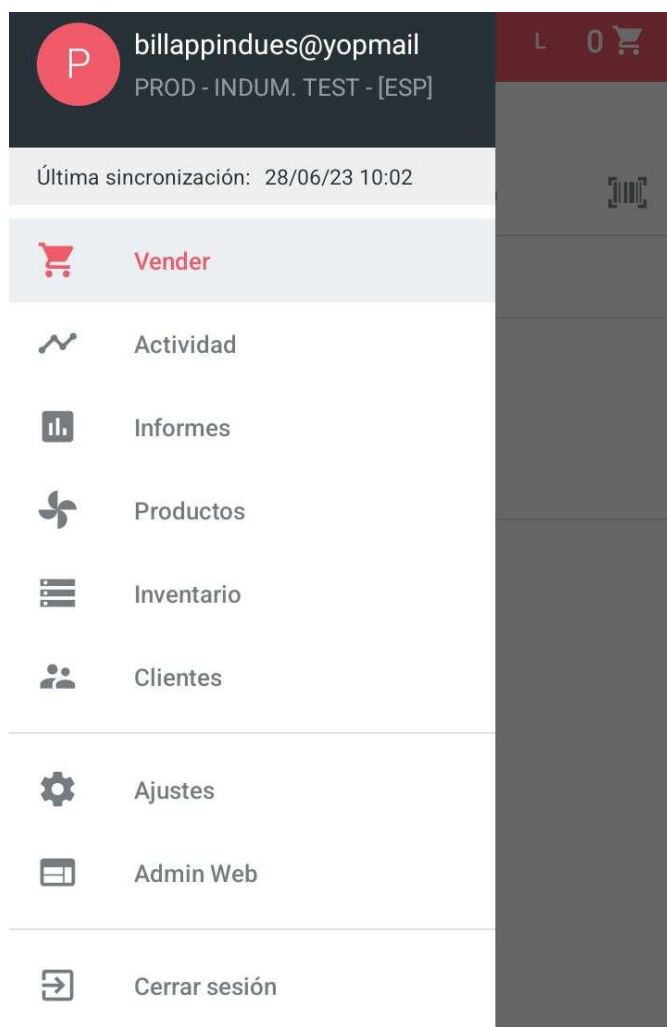 P
billappindues@yopmail
PROD - INDUM. TEST - [ESP]
L 0
Última sincronización: 28/06/23 10:02
Vender
Actividad
Informes
Productos
Inventario
Clientes
Ajustes
Admin Web
Cerrar sesión